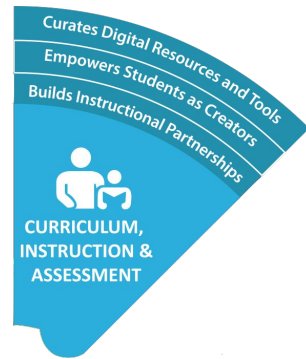 Curates Digital Resources and Tools
Empowers Students as Creators
Builds Instructional Partnerships
CURRICULUM,
INSTRUCTION &
ASSESSMENT